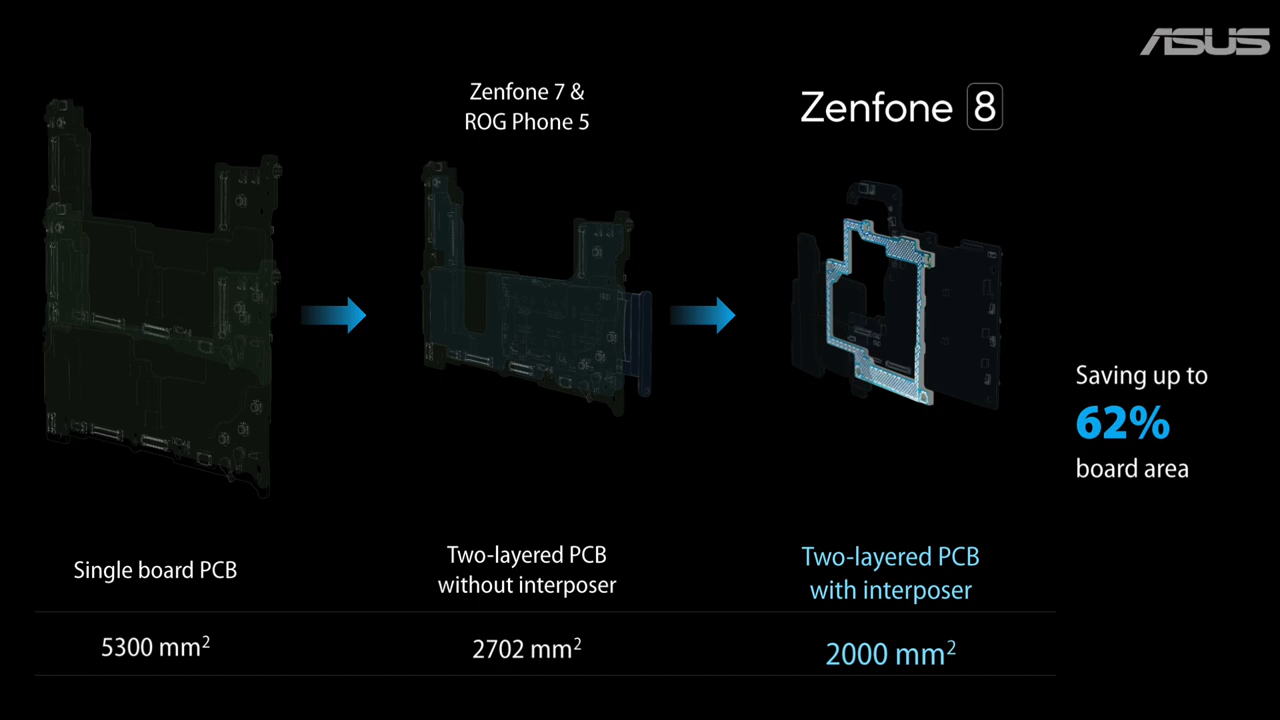 ASUS
Zenfone 7 &
ROG Phone 5
Zenfone 8
Saving up to
62%
board area
Single board PCB
Two-layered PCB
without interposer
Two-layered PCB
with interposer
5300 mm²
2702 mm²
2000 mm²